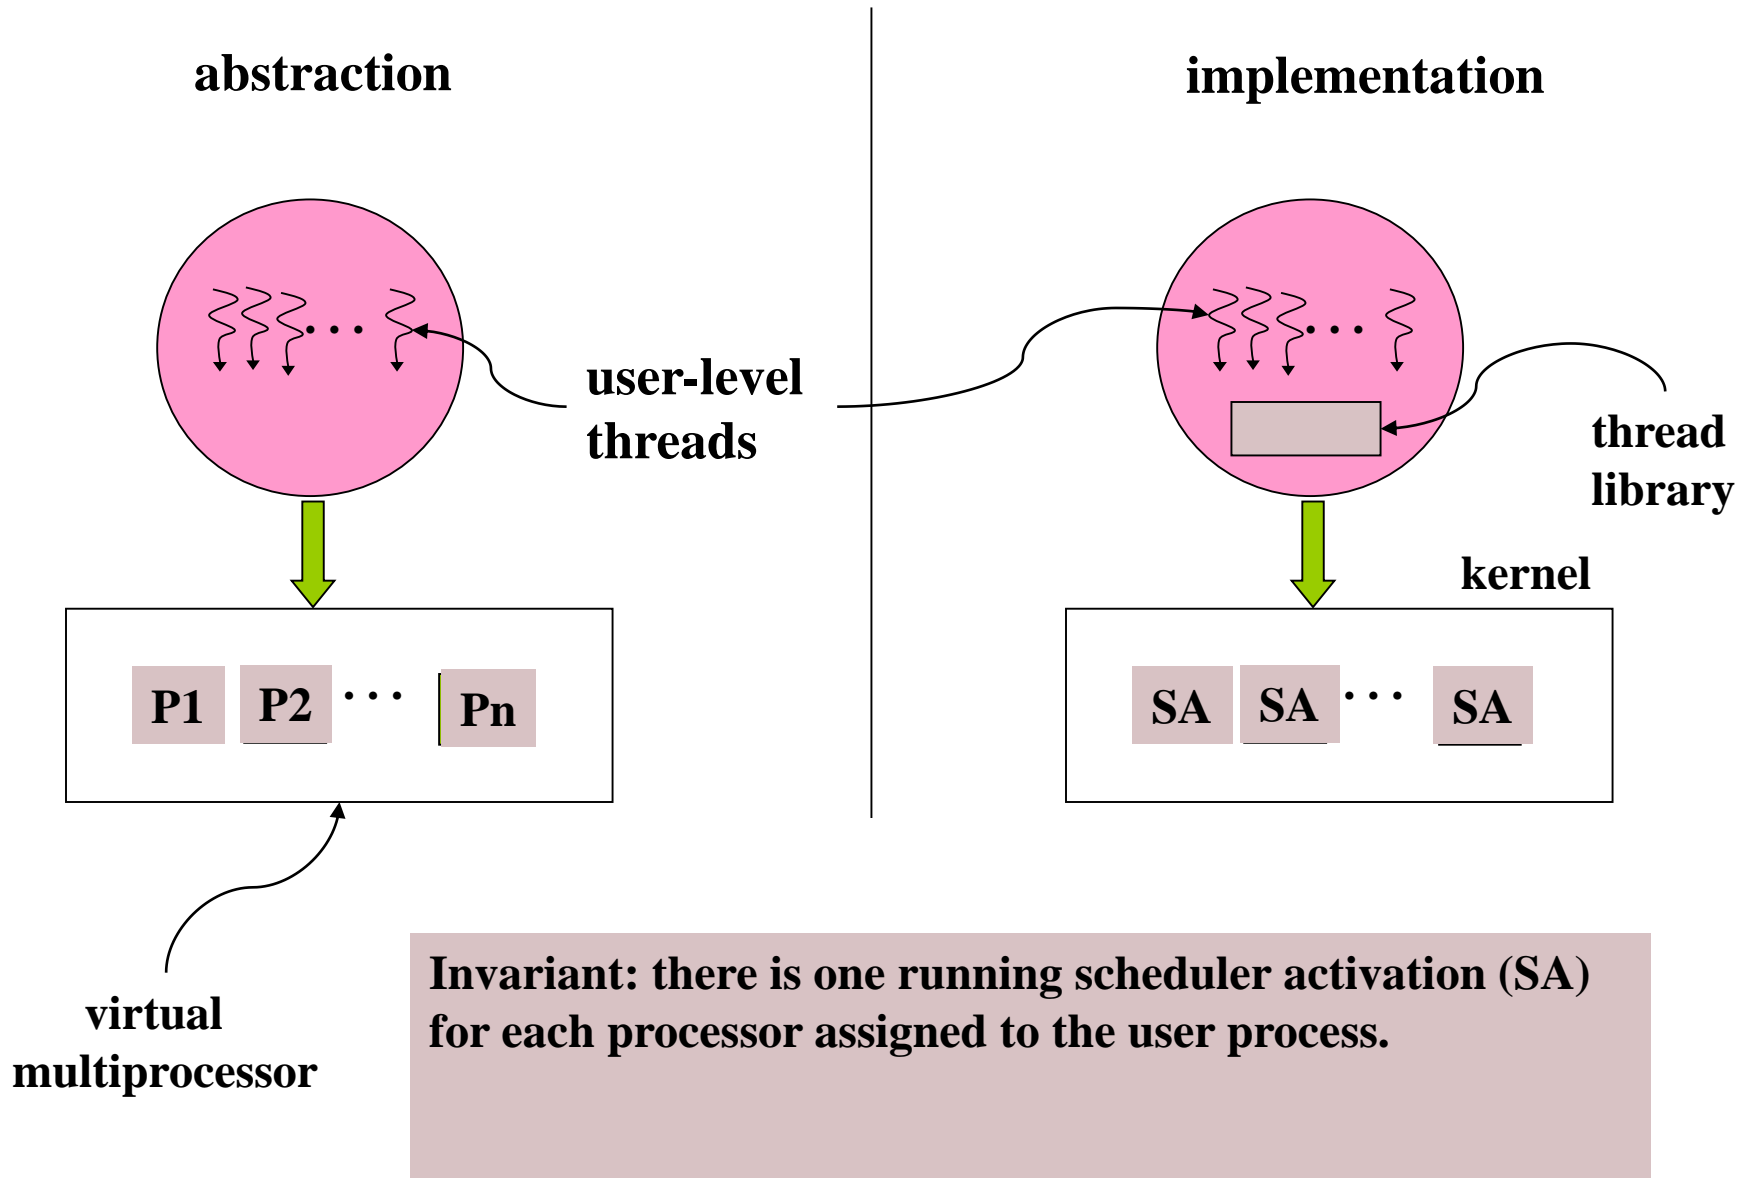 abstraction
implementation
user-level
threads
thread
library
kernel
P1 P2 . . . Pn
SA SA . . . SA
virtual
multiprocessor
Invariant: there is one running scheduler activation (SA)
for each processor assigned to the user process.